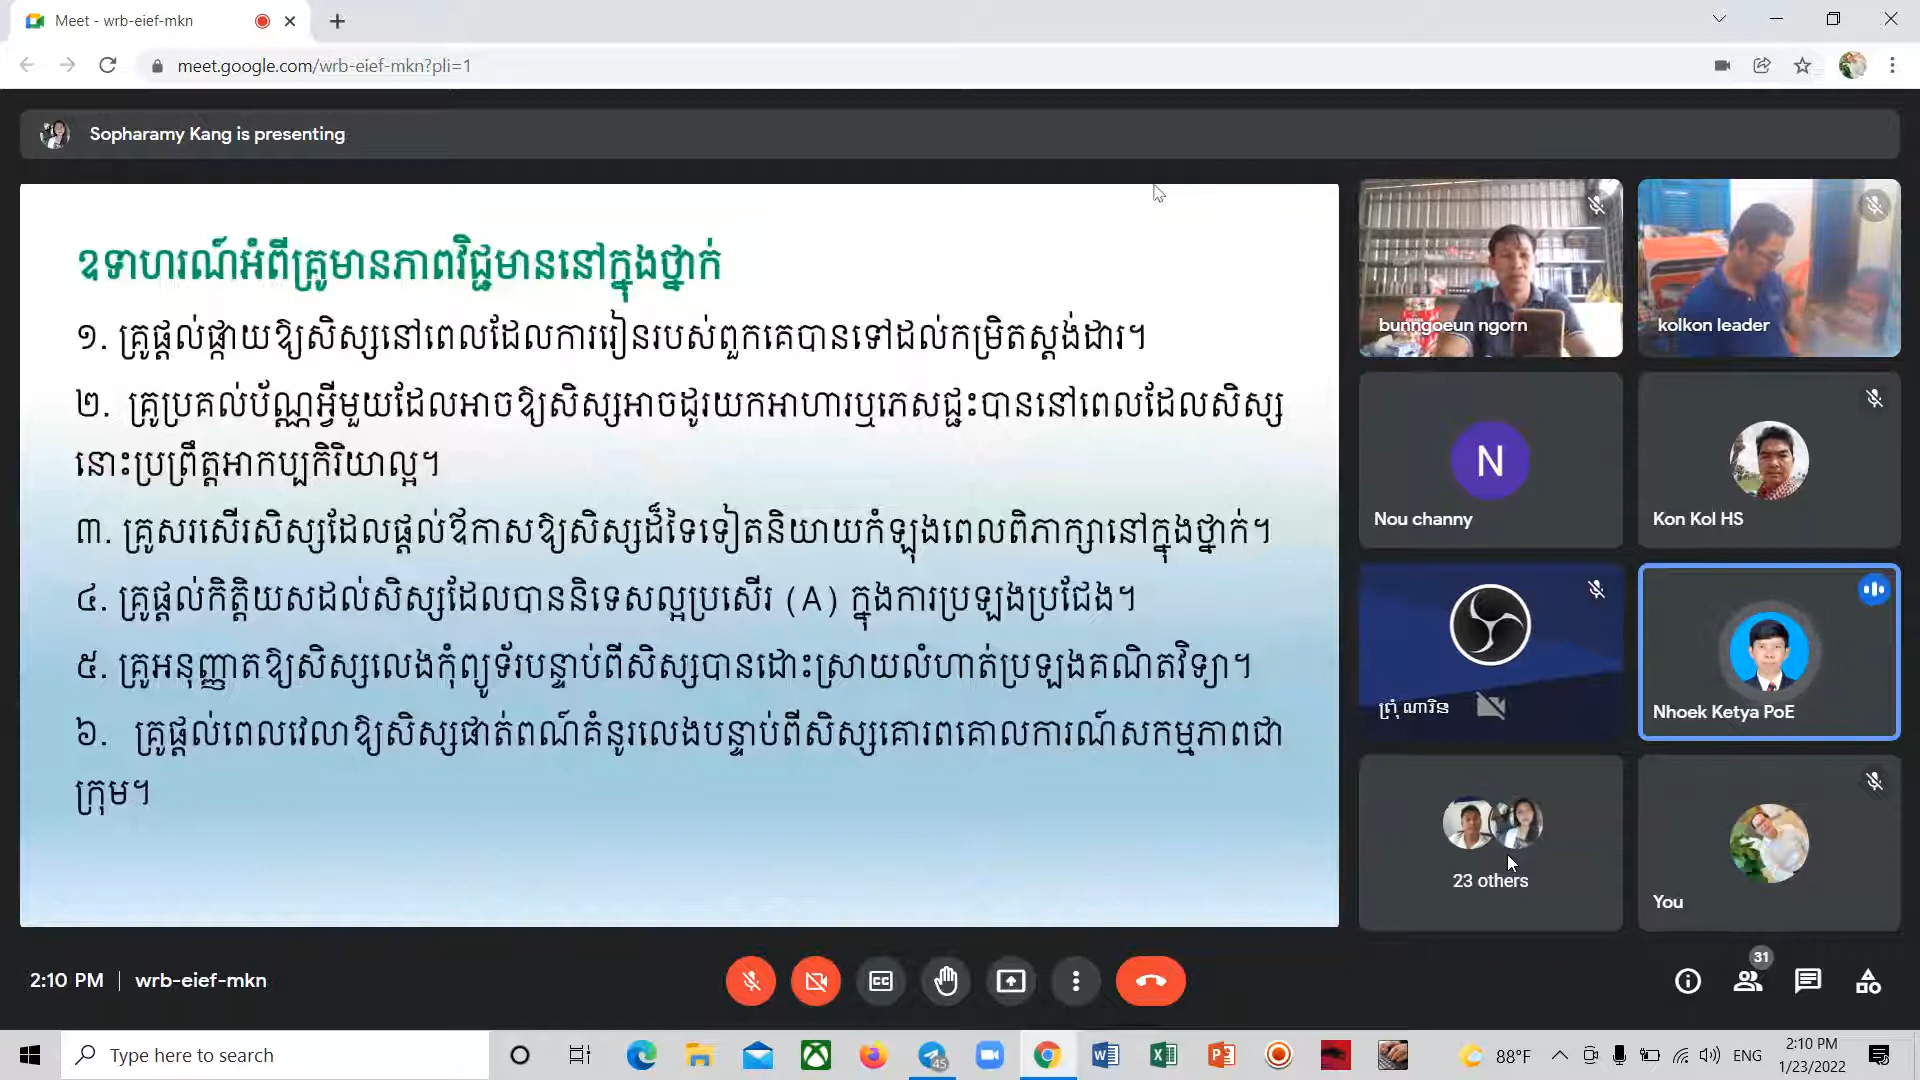 Meet - wrb-eief-mkn
meet.google.com/wrb-eief-mkn?pli=1
Sopharamy Kang is presenting
ឧទាហរណ៍អំពីគ្រូមានភាពវិជ្ជមាននៅក្នុងថ្នាក់
១. គ្រូផ្តល់ផ្កាយឱ្យសិស្សនៅពេលដែលការរៀនរបស់ពួកគេបានទៅដល់កម្រិតស្តង់ដារ។
២. គ្រូប្រគល់ប័ណ្ណអ្វីមួយដែលអាចឱ្យសិស្សអាចដូរយកអាហារឬភេសជ្ជះបាននៅពេលដែលសិស្ស
នោះប្រព្រឹត្តអាកប្បកិរិយាល្អ។
៣. គ្រូសរសើរសិស្សដែលផ្តល់ឪកាសឱ្យសិស្សដ៏ទៃទៀតនិយាយកំឡុងពេលពិភាក្សានៅក្នុងថ្នាក់។
៤. គ្រូផ្តល់កិត្តិយសដល់សិស្សដែលបាននិទេសល្អប្រសើរ (A) ក្នុងការប្រឡងប្រជែង។
៥. គ្រូអនុញ្ញាតឱ្យសិស្សលេងកុំព្យូទ័របន្ទាប់ពីសិស្សបានដោះស្រាយលំហាត់ប្រឡងគណិតវិទ្យា។
៦. គ្រូផ្តល់ពេលវេលាឱ្យសិស្សផាត់ពណ៍គំនូរលេងបន្ទាប់ពីសិស្សគោរពគោលការណ៍សកម្មភាពជា
ក្រុម។
bunngoeun ngorn
kolkon leader
N
Nou channy
Kon Kol HS
ព្រុំ ណារិន
Nhoek Ketya PoE
23 others
You
2:10 PM | wrb-eief-mkn
31
Type here to search
45
88°F
ENG
2:10 PM
1/23/2022